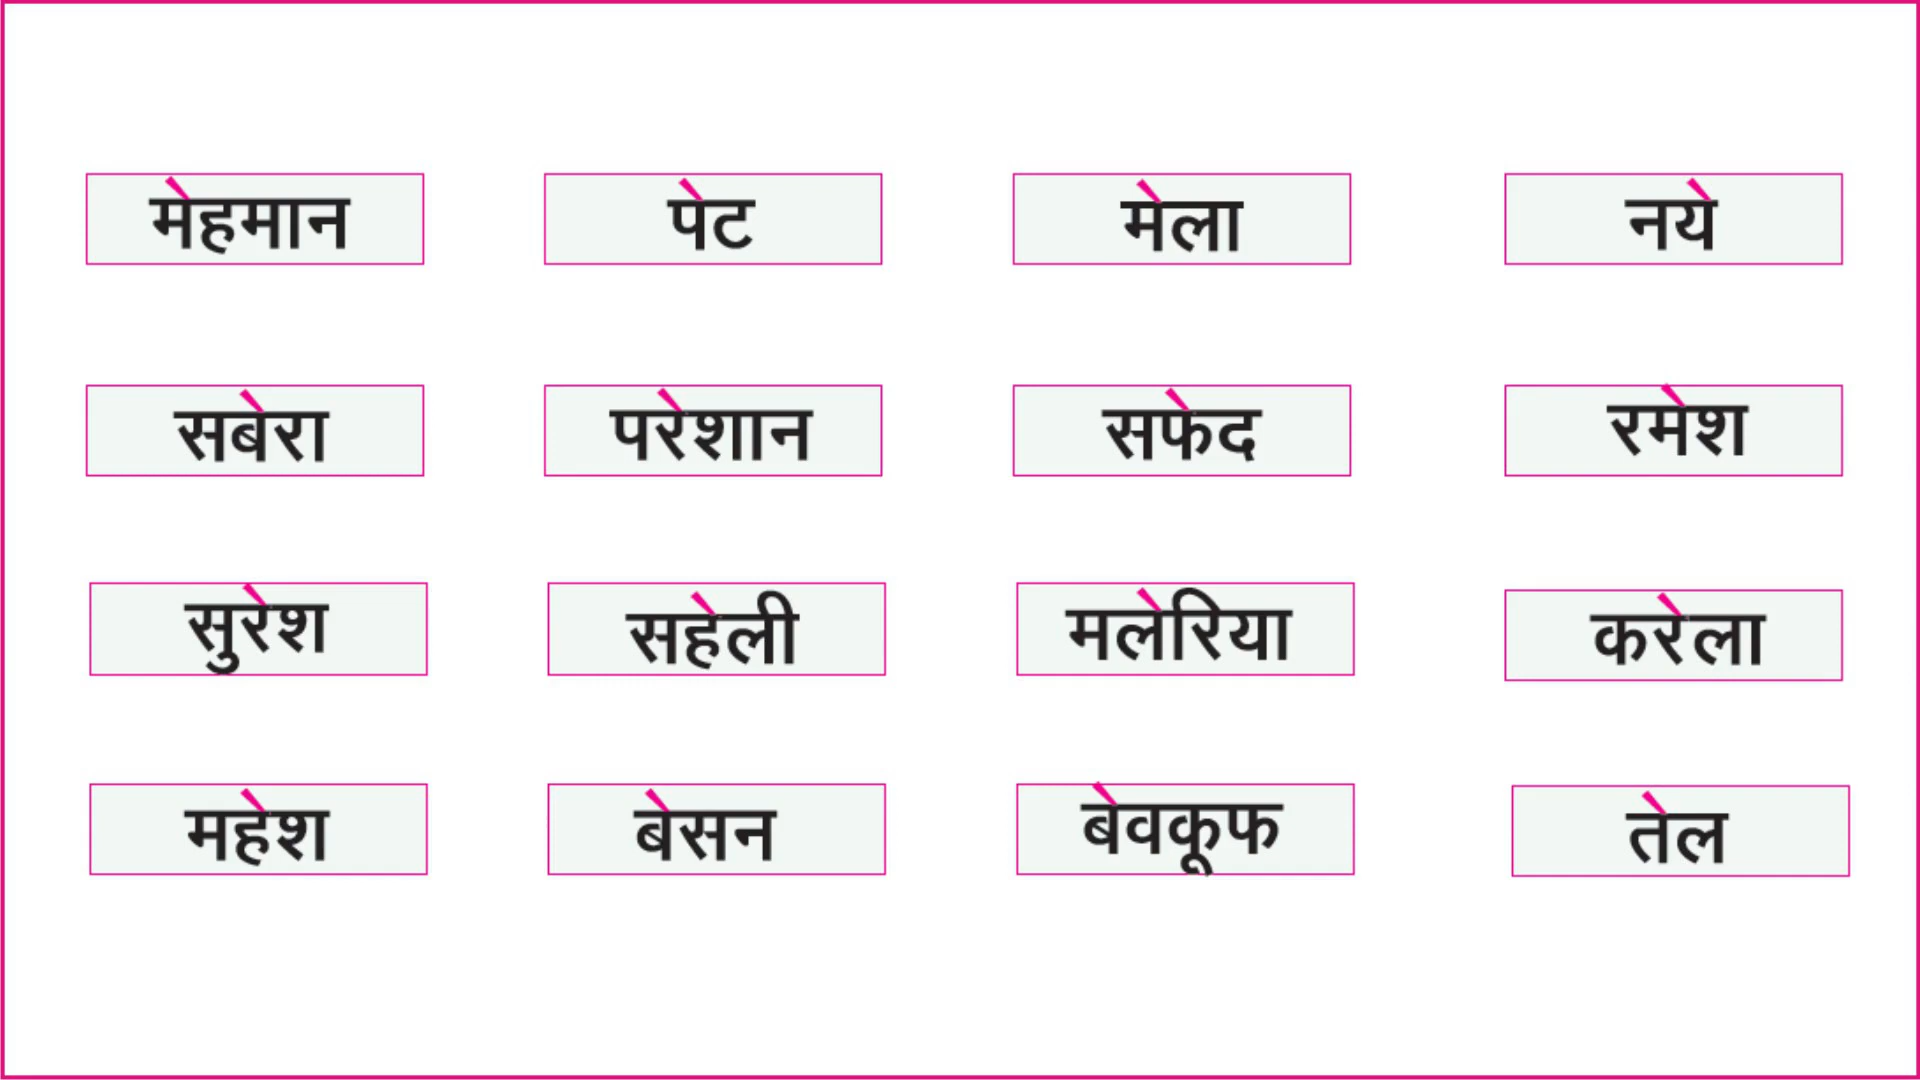 मेहमान पेट मेला नये
सबेरा परेशान सफेद रमेश
सुरेश सहेली मलेरिया करेला
महेश बेसन बेवकूफ तेल